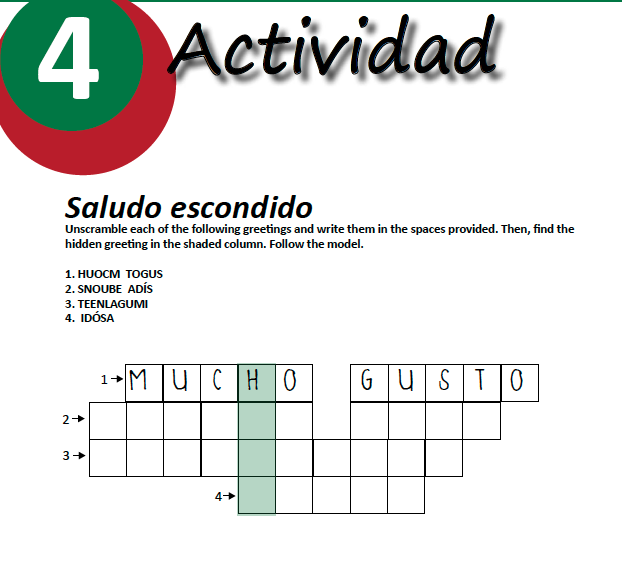 4 Actividad
Saludo escondido
Unscramble each of the following greetings and write them in the spaces provided. Then, find the
hidden greeting in the shaded column. Follow the model.
1. HUOCM TOGUS
2. SNOUBE ADÍS
3. TEENLAGUMI
4. IDÓSA
1 M U C H O G U S T O
2
3
4